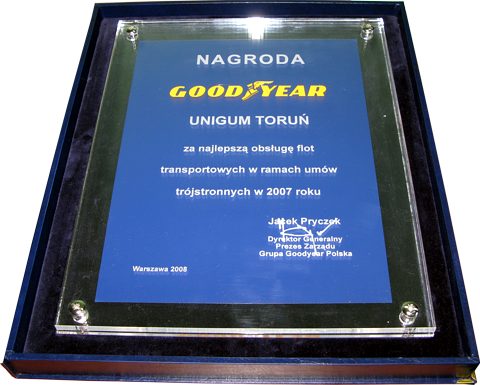 NAGRODA
GOODYEAR
UNIGUM TORUŃ
za najlepszą obsługę flot
transportowych w ramach umów
trójstronnych w 2007 roku
Jacek Pryczek
Dyrektor Generalny
Prezes Zarządu
Grupa Goodyear Polska
Warszawa 2008